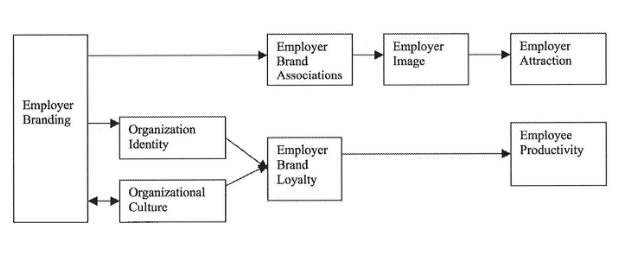 Employer
Brand
Associations
Employer
Image
Employer
Attraction
Employer
Branding
Organization
Identity
Employer
Brand
Loyalty
Employee
Productivity
Organizational
Culture